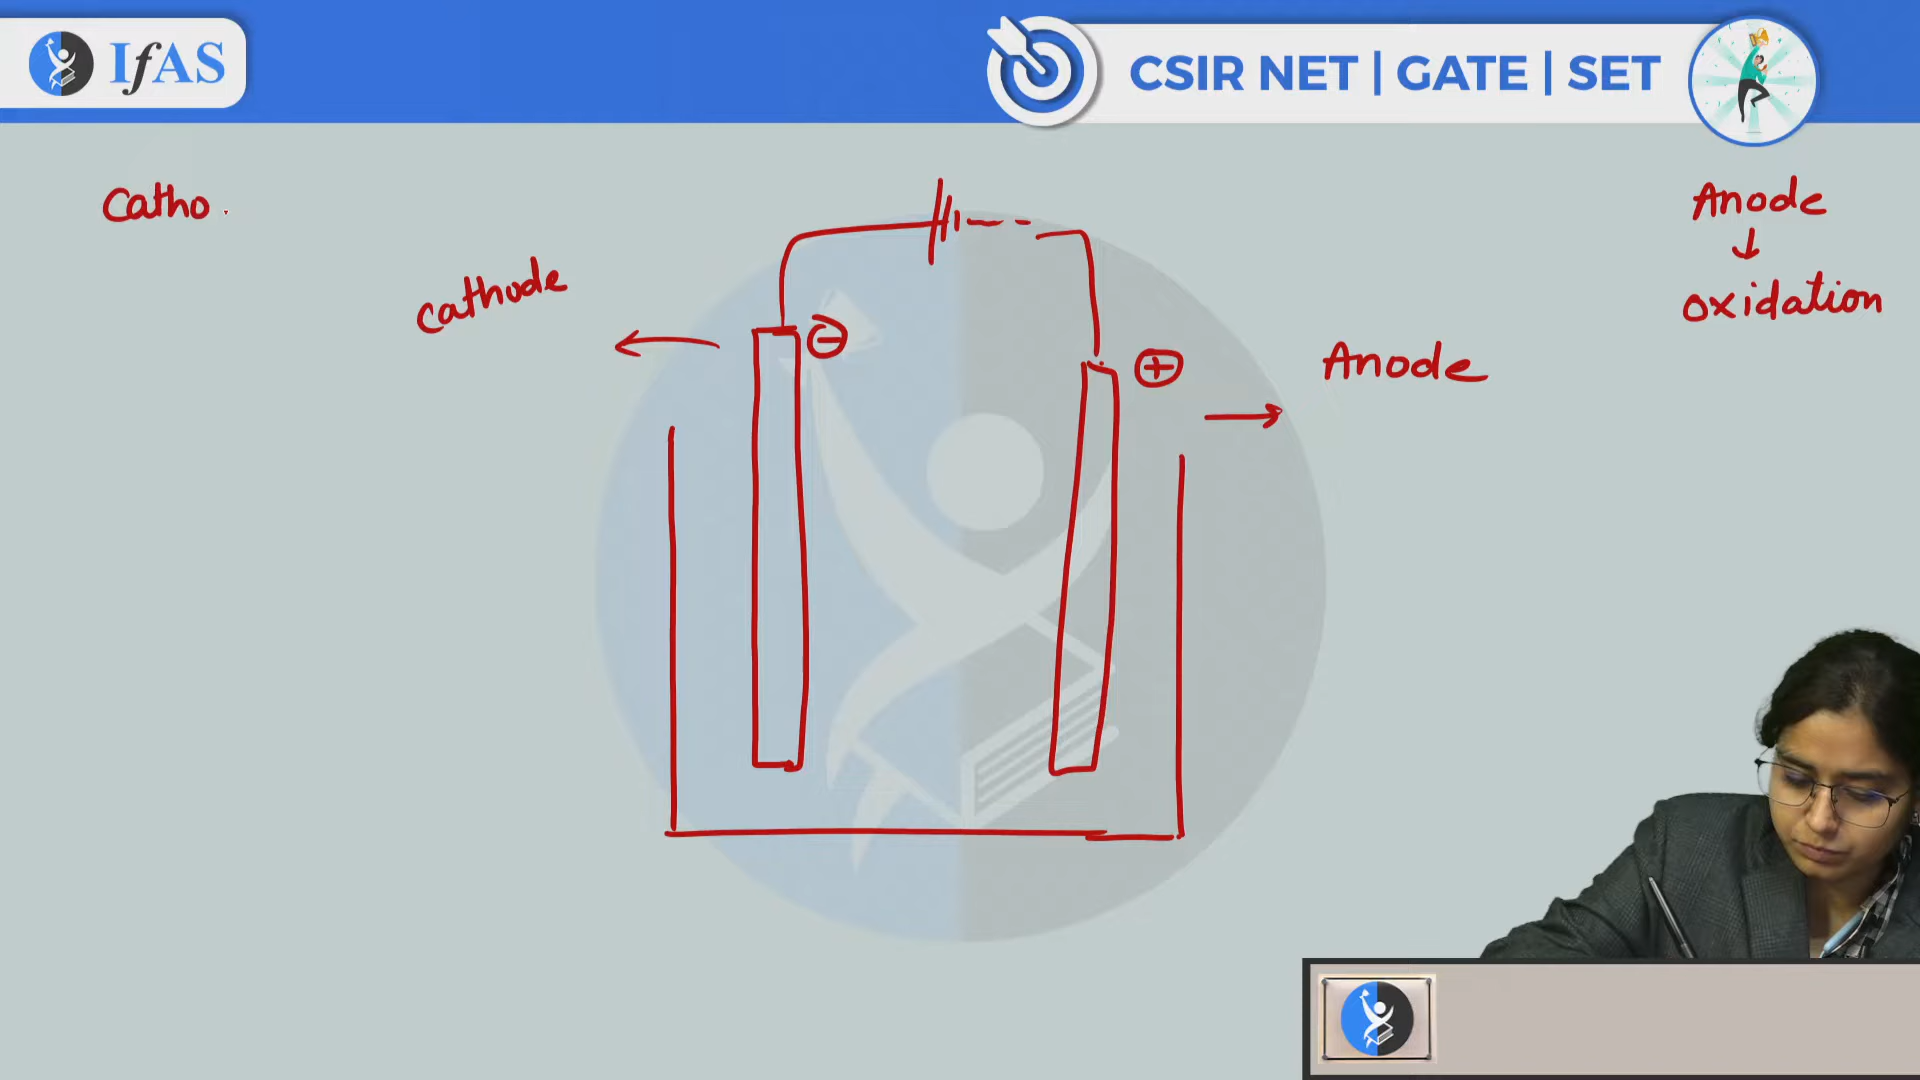 IfAS
CSIR NET | GATE | SET
Catho
Anode
oxidation
cathode
Anode